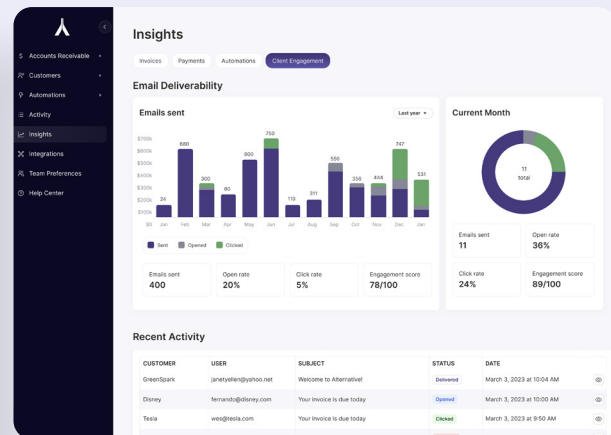 Insights
$ Accounts Receivable
Customers
Automations
Activity
Insights
Integrations
Team Preferences
Help Center
Invoices Payments Automations Client Engagement
Email Deliverability
Emails sent
Last year
$700k
$600k
$500k
$400k
$300k
$200k
$100k
$0
24 680 300 80 600 750 113 311 550 356 444 747 531
Jan Feb Mar Apr May Jun Jul Aug Sep Oct Nov Dec Jan
Sent Opened Clicked
Emails sent Open rate Click rate Engagement score
400 20% 5% 78/100
Current Month
11
total
Emails sent Open rate
11 36%
Click rate Engagement score
24% 89/100
Recent Activity
CUSTOMER USER SUBJECT STATUS DATE
GreenSpark janetyellen@yahoo.net Welcome to Alternative! Delivered March 3, 2023 at 10:04 AM
Disney fernando@disney.com Your invoice is due today Opened March 3, 2023 at 10:00 AM
Tesla wes@tesla.com Your invoice is due today Clicked March 3, 2023 at 9:50 AM